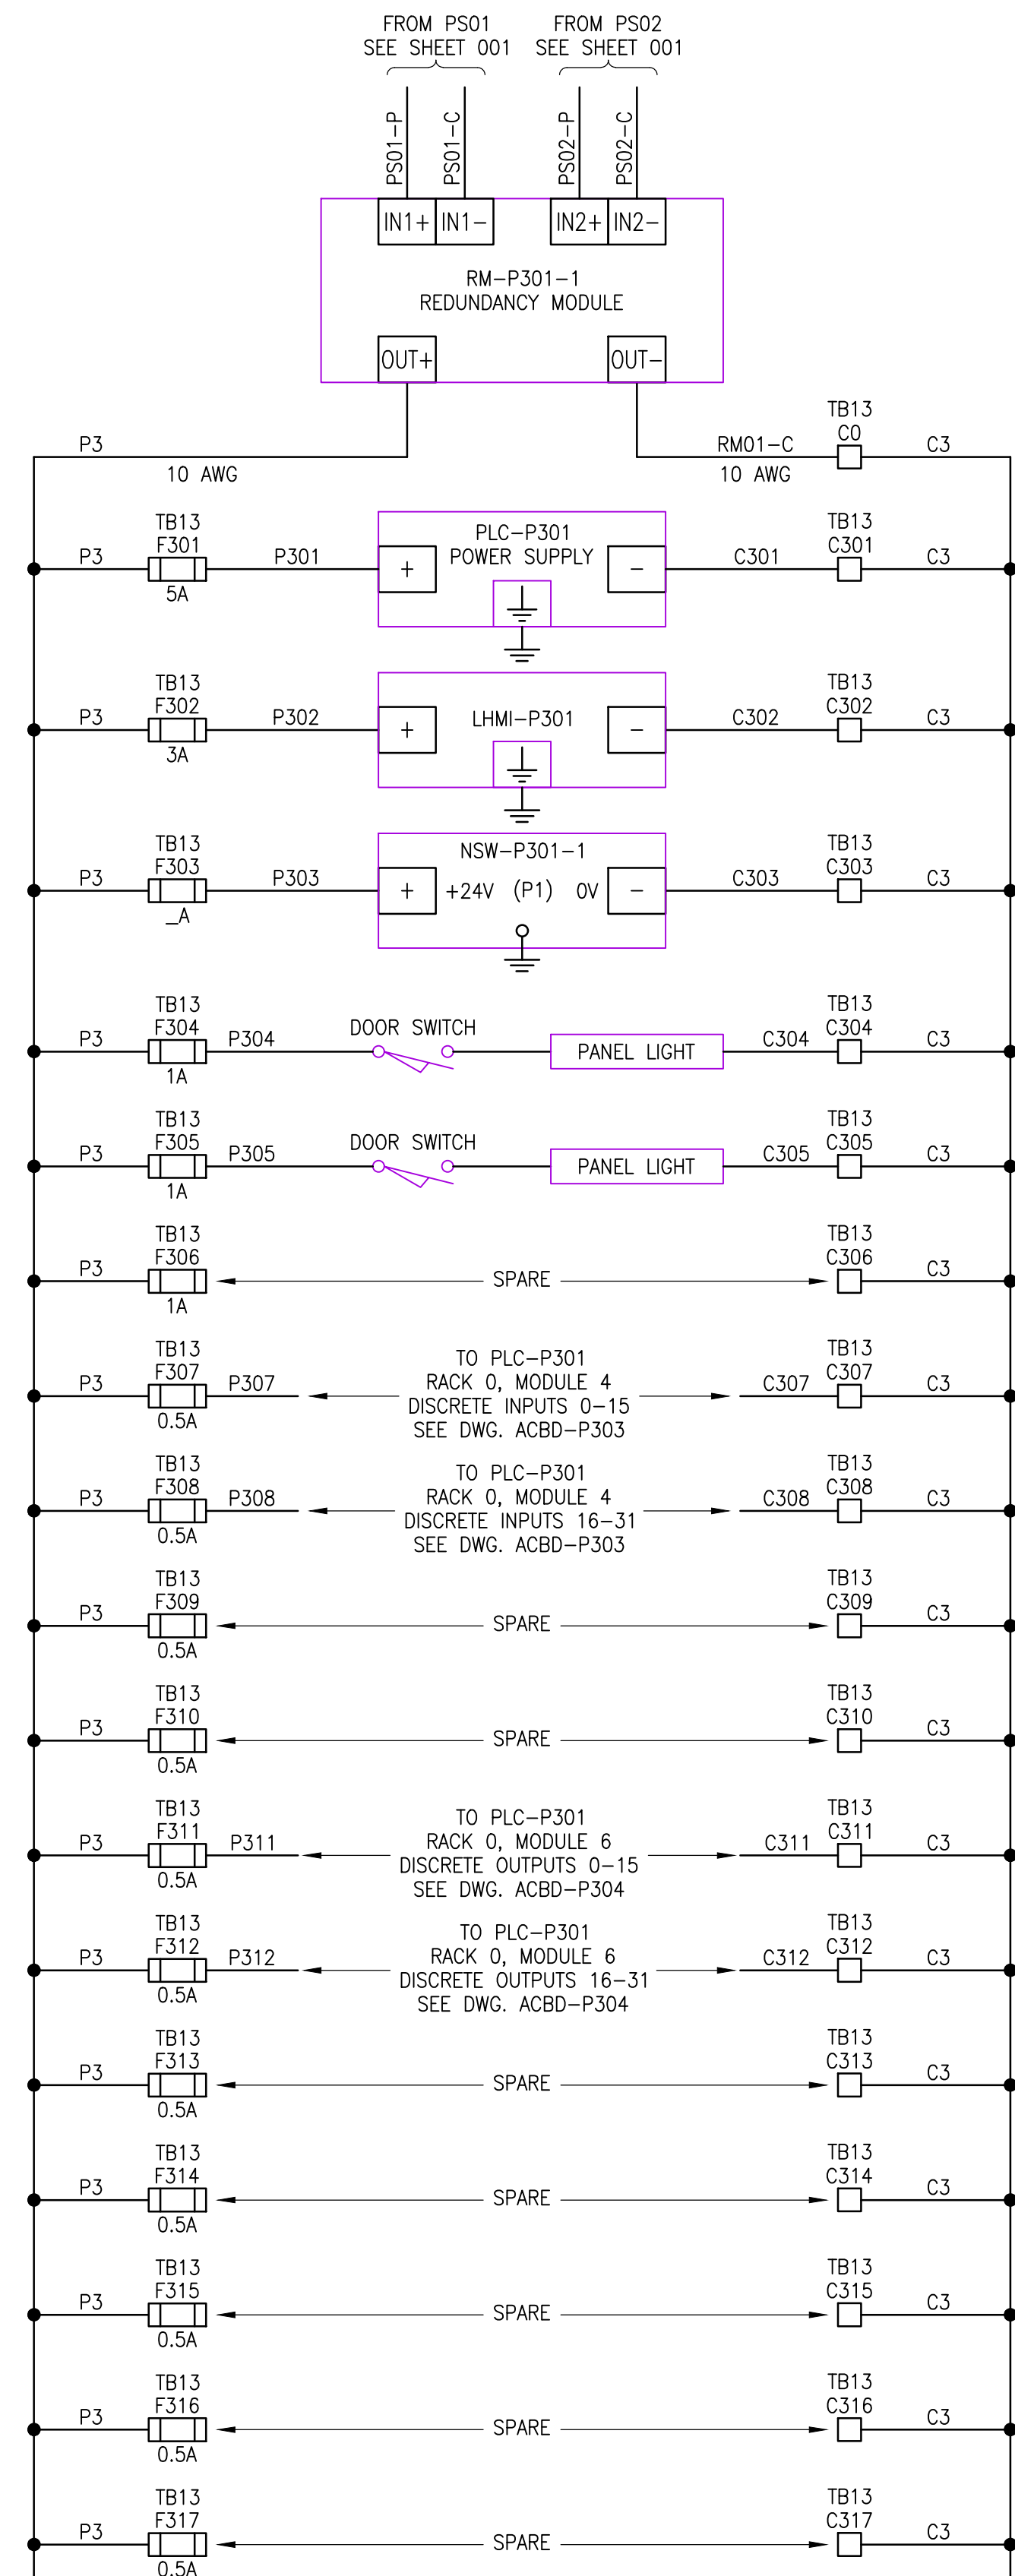 FROM PS01
SEE SHEET 001
FROM PS02
SEE SHEET 001
PS01-P
PS01-C
PS02-P
PS02-C
IN1+
IN1-
IN2+
IN2-
RM-P301-1
REDUNDANCY MODULE
OUT+
OUT-
P3
10 AWG
RM01-C
10 AWG
TB13
C0
C3
P3
TB13
F301
5A
P301
+
PLC-P301
POWER SUPPLY
-
C301
TB13
C301
C3
P3
TB13
F302
3A
P302
+
LHMI-P301
-
C302
TB13
C302
C3
P3
TB13
F303
_A
P303
NSW-P301-1
+
+24V (P1) 0V
-
C303
TB13
C303
C3
P3
TB13
F304
1A
P304
DOOR SWITCH
PANEL LIGHT
C304
TB13
C304
C3
P3
TB13
F305
1A
P305
DOOR SWITCH
PANEL LIGHT
C305
TB13
C305
C3
P3
TB13
F306
1A
SPARE
TB13
C306
C3
P3
TB13
F307
0.5A
P307
TO PLC-P301
RACK 0, MODULE 4
DISCRETE INPUTS 0-15
SEE DWG. ACBD-P303
C307
TB13
C307
C3
P3
TB13
F308
0.5A
P308
TO PLC-P301
RACK 0, MODULE 4
DISCRETE INPUTS 16-31
SEE DWG. ACBD-P303
C308
TB13
C308
C3
P3
TB13
F309
0.5A
SPARE
TB13
C309
C3
P3
TB13
F310
0.5A
SPARE
TB13
C310
C3
P3
TB13
F311
0.5A
P311
TO PLC-P301
RACK 0, MODULE 6
DISCRETE OUTPUTS 0-15
SEE DWG. ACBD-P304
C311
TB13
C311
C3
P3
TB13
F312
0.5A
P312
TO PLC-P301
RACK 0, MODULE 6
DISCRETE OUTPUTS 16-31
SEE DWG. ACBD-P304
C312
TB13
C312
C3
P3
TB13
F313
0.5A
SPARE
TB13
C313
C3
P3
TB13
F314
0.5A
SPARE
TB13
C314
C3
P3
TB13
F315
0.5A
SPARE
TB13
C315
C3
P3
TB13
F316
0.5A
SPARE
TB13
C316
C3
P3
TB13
F317
0.5A
SPARE
TB13
C317
C3